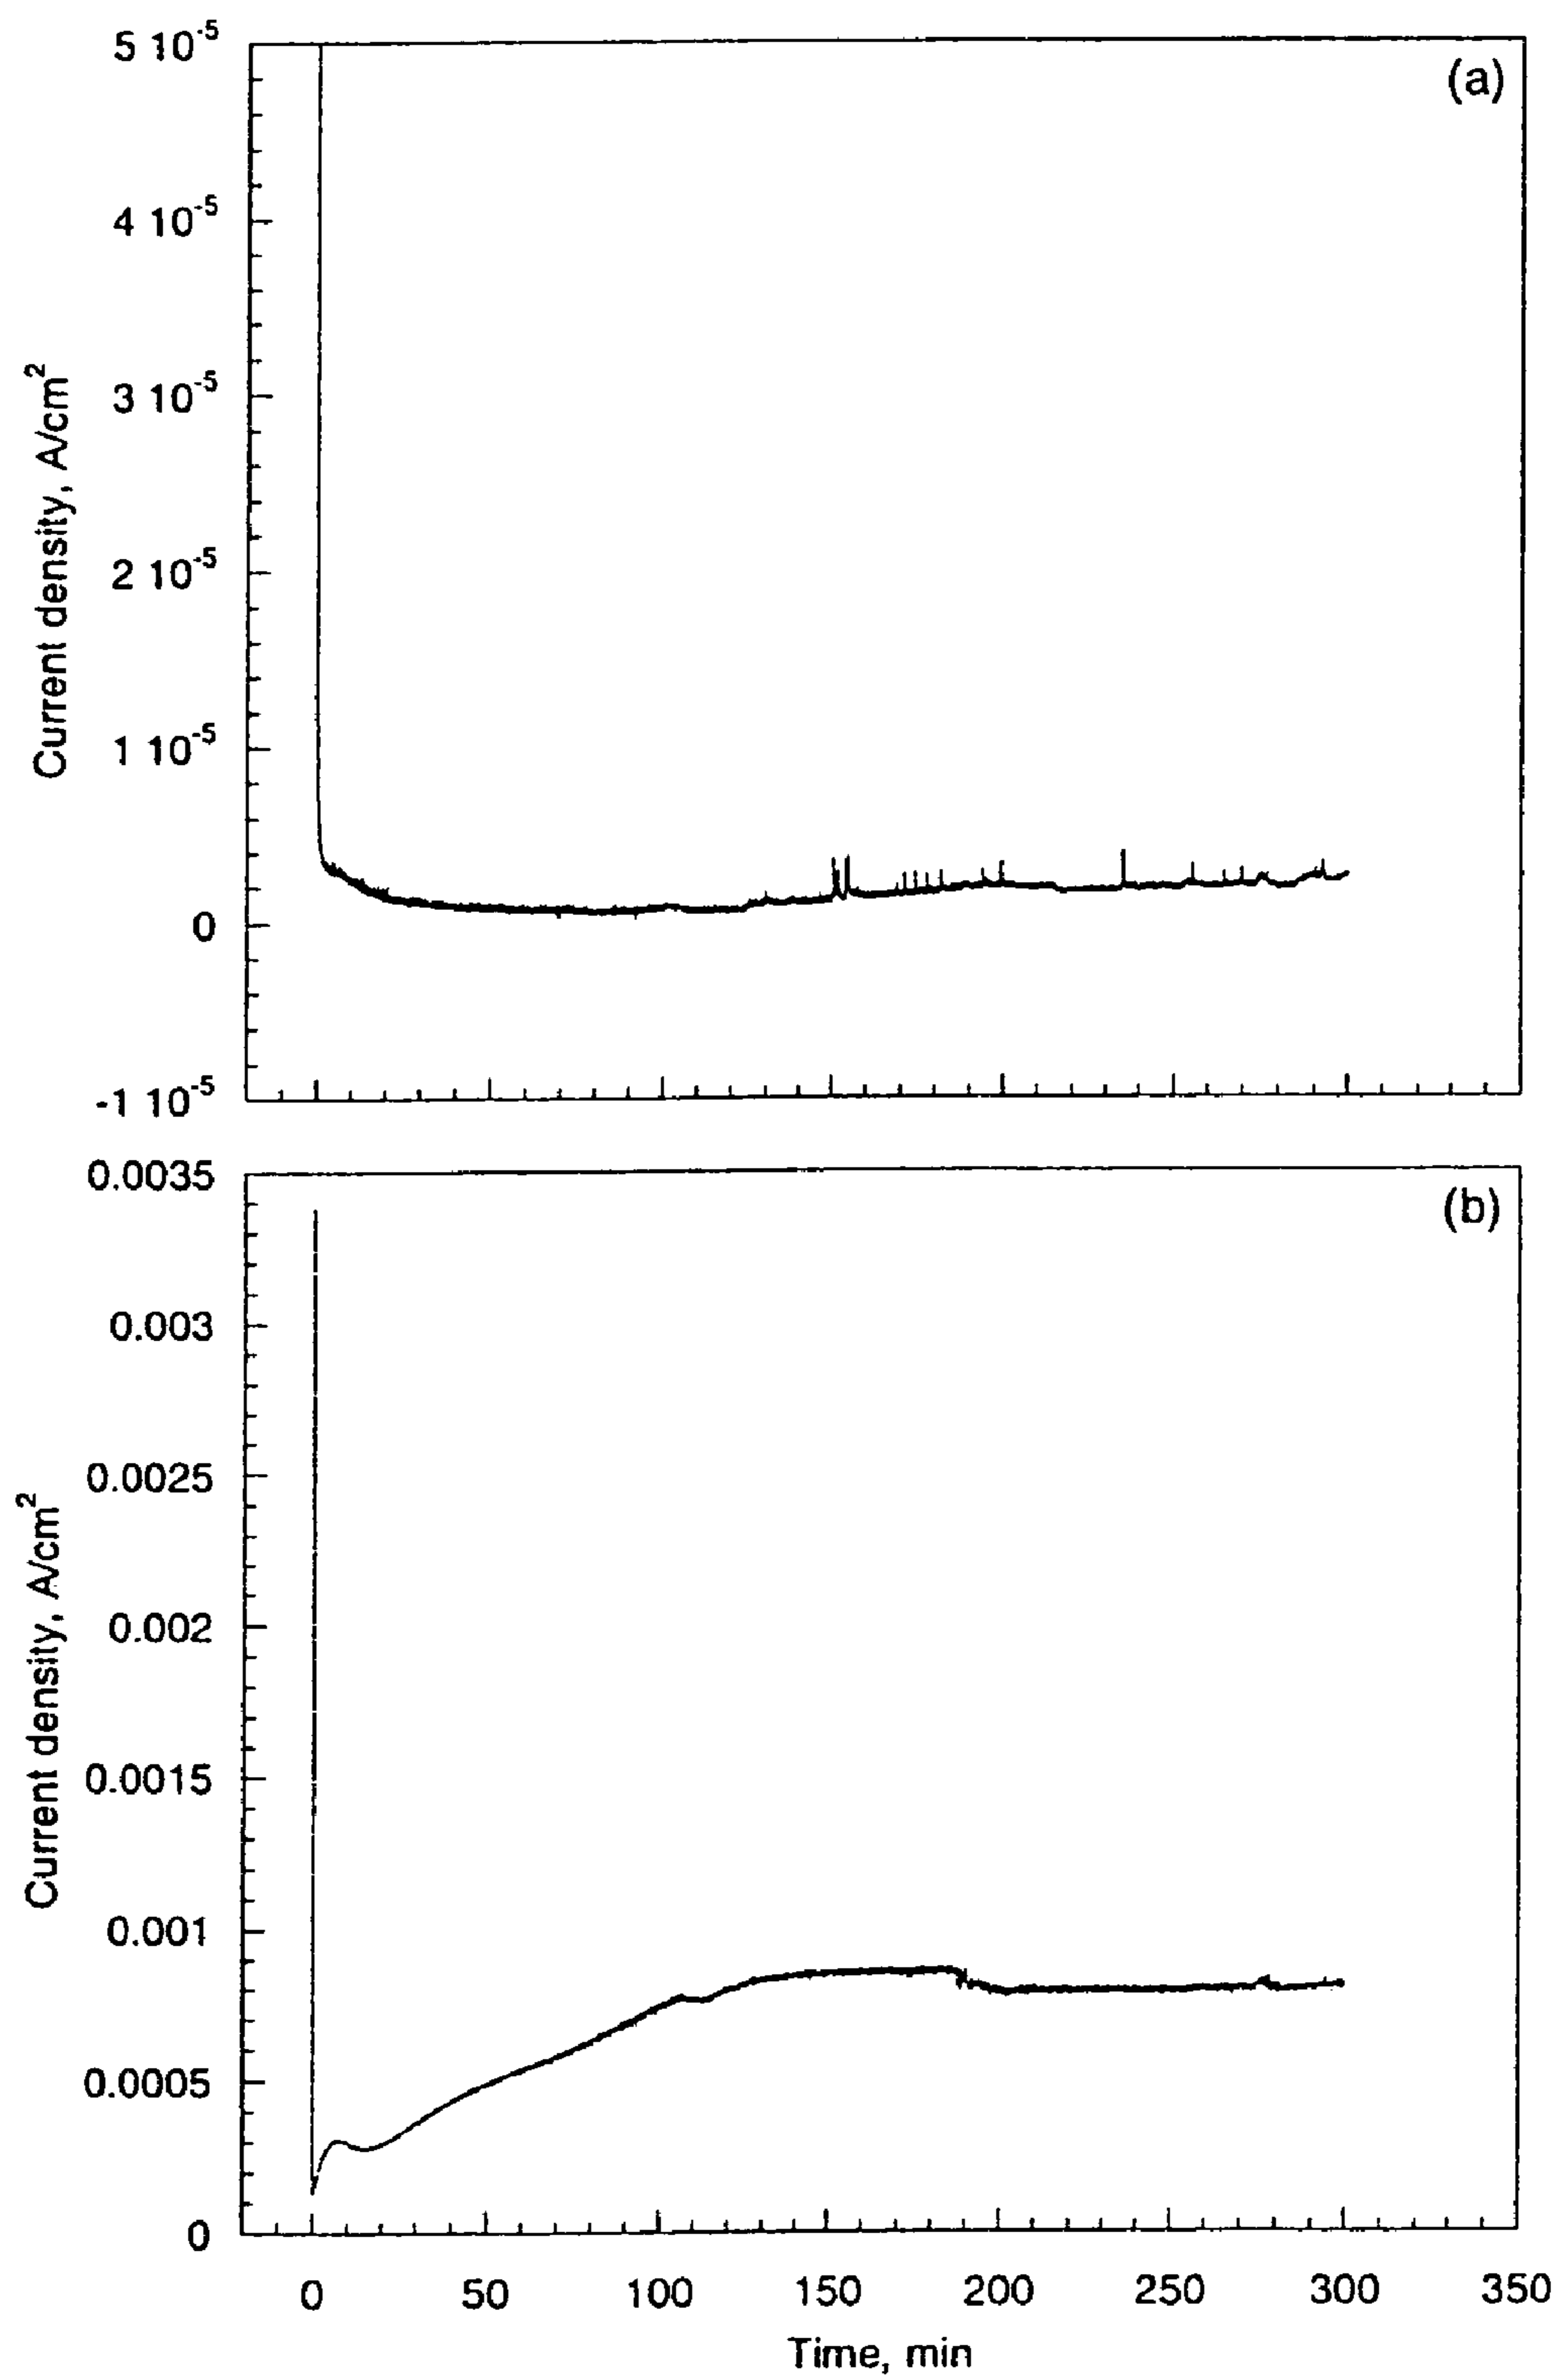 (a)
5 10⁻⁵
4 10⁻⁵
3 10⁻⁵
2 10⁻⁵
1 10⁻⁵
0
-1 10⁻⁵
Current density, A/cm²
(b)
0.0035
0.003
0.0025
0.002
0.0015
0.001
0.0005
0
Current density, A/cm²
0 50 100 150 200 250 300 350
Time, min